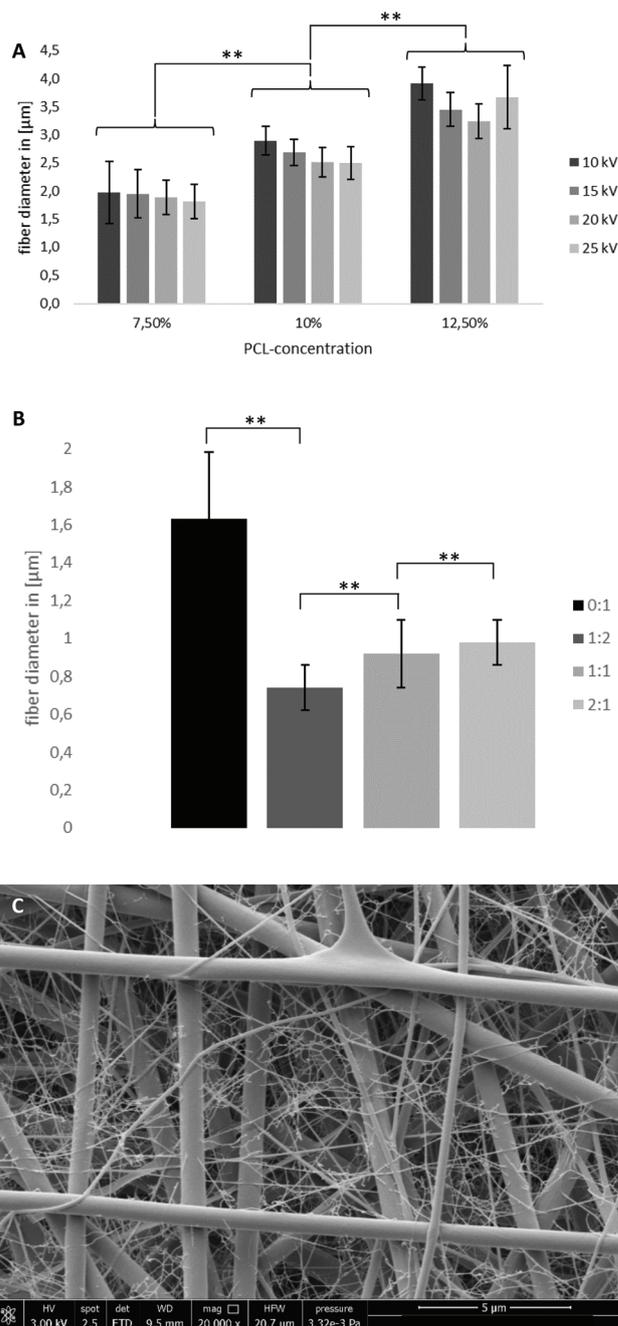 A
fiber diameter in [µm]
4,5
4,0
3,5
3,0
2,5
2,0
1,5
1,0
0,5
0,0
**
**
7,50%
10%
12,50%
PCL-concentration
10 kV
15 kV
20 kV
25 kV
B
fiber diameter in [µm]
2
1,8
1,6
1,4
1,2
1
0,8
0,6
0,4
0,2
0
**
**
**
0:1
1:2
1:1
2:1
C
HV spot det WD mag HFW pressure
3.00 kV 2.5 ETD 9.5 mm 20 000 x 20.7 µm 3.32e-3 Pa
5 µm